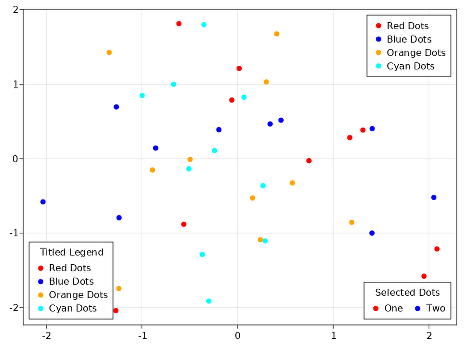 2
Red Dots
Blue Dots
Orange Dots
Cyan Dots
1
0
-1
Titled Legend
Red Dots
Blue Dots
Orange Dots
Cyan Dots
Selected Dots
One Two
-2
-2 -1 0 1 2